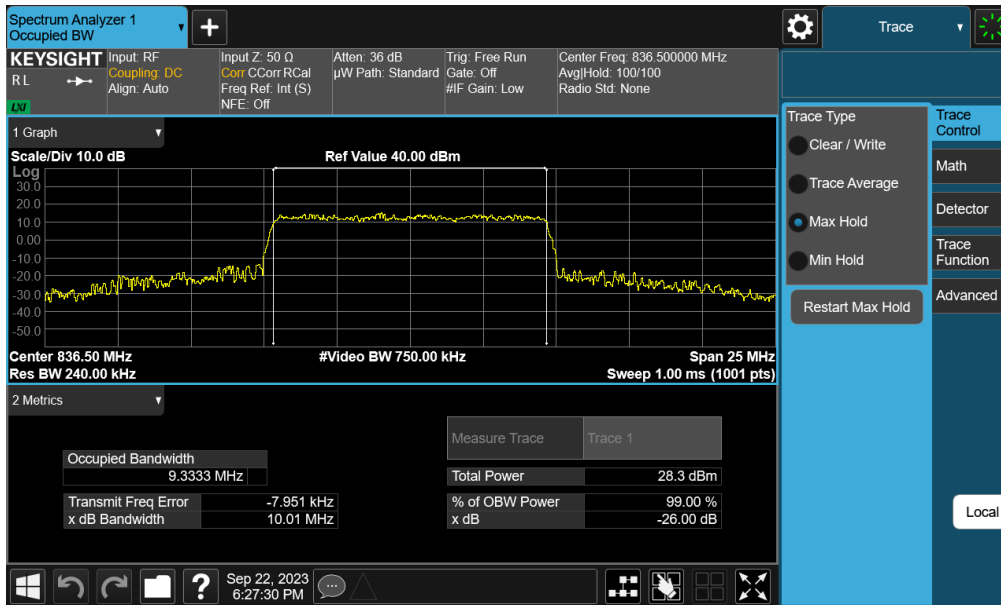 Spectrum Analyzer 1
Occupied BW
+
Trace
KEYSIGHT
R L
LXI
Input: RF
Coupling: DC
Align: Auto
Input Z: 50 Ω
Corr CCorr RCal
Freq Ref: Int (S)
NFE: Off
Atten: 36 dB
µW Path: Standard
Trig: Free Run
Gate: Off
#IF Gain: Low
Center Freq: 836.500000 MHz
Avg|Hold: 100/100
Radio Std: None
1 Graph
Scale/Div 10.0 dB
Ref Value 40.00 dBm
Log
30.0
20.0
10.0
0.00
-10.0
-20.0
-30.0
-40.0
-50.0
Center 836.50 MHz
#Video BW 750.00 kHz
Span 25 MHz
Res BW 240.00 kHz
Sweep 1.00 ms (1001 pts)
2 Metrics
Measure Trace
Trace 1
Occupied Bandwidth
9.3333 MHz
Total Power
28.3 dBm
Transmit Freq Error
-7.951 kHz
% of OBW Power
99.00 %
x dB Bandwidth
10.01 MHz
x dB
-26.00 dB
Trace Type
Clear / Write
Trace Average
Max Hold
Min Hold
Restart Max Hold
Trace
Control
Math
Detector
Trace
Function
Advanced
Local
?
Sep 22, 2023
6:27:30 PM